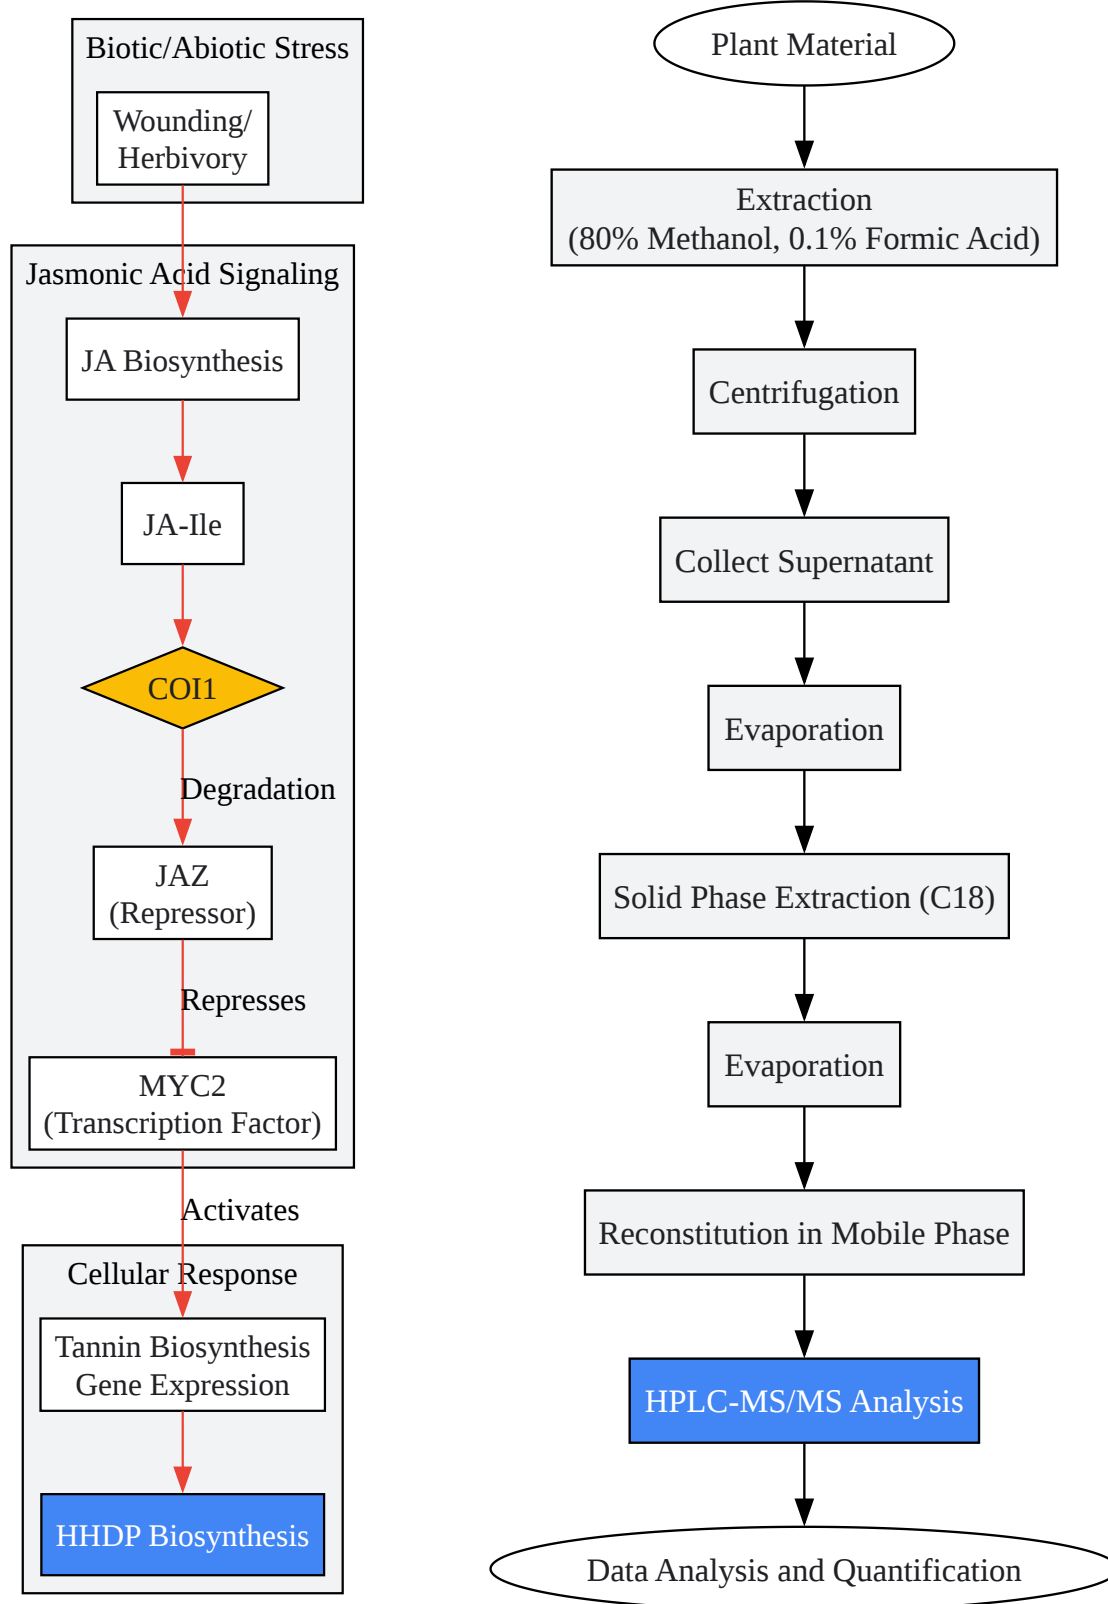 Biotic/Abiotic Stress
Wounding/
Herbivory
Jasmonic Acid Signaling
JA Biosynthesis
JA-Ile
COI1
Degradation
JAZ
(Repressor)
Represses
MYC2
(Transcription Factor)
Activates
Cellular Response
Tannin Biosynthesis
Gene Expression
HHDP Biosynthesis
Plant Material
Extraction
(80% Methanol, 0.1% Formic Acid)
Centrifugation
Collect Supernatant
Evaporation
Solid Phase Extraction (C18)
Evaporation
Reconstitution in Mobile Phase
HPLC-MS/MS Analysis
Data Analysis and Quantification